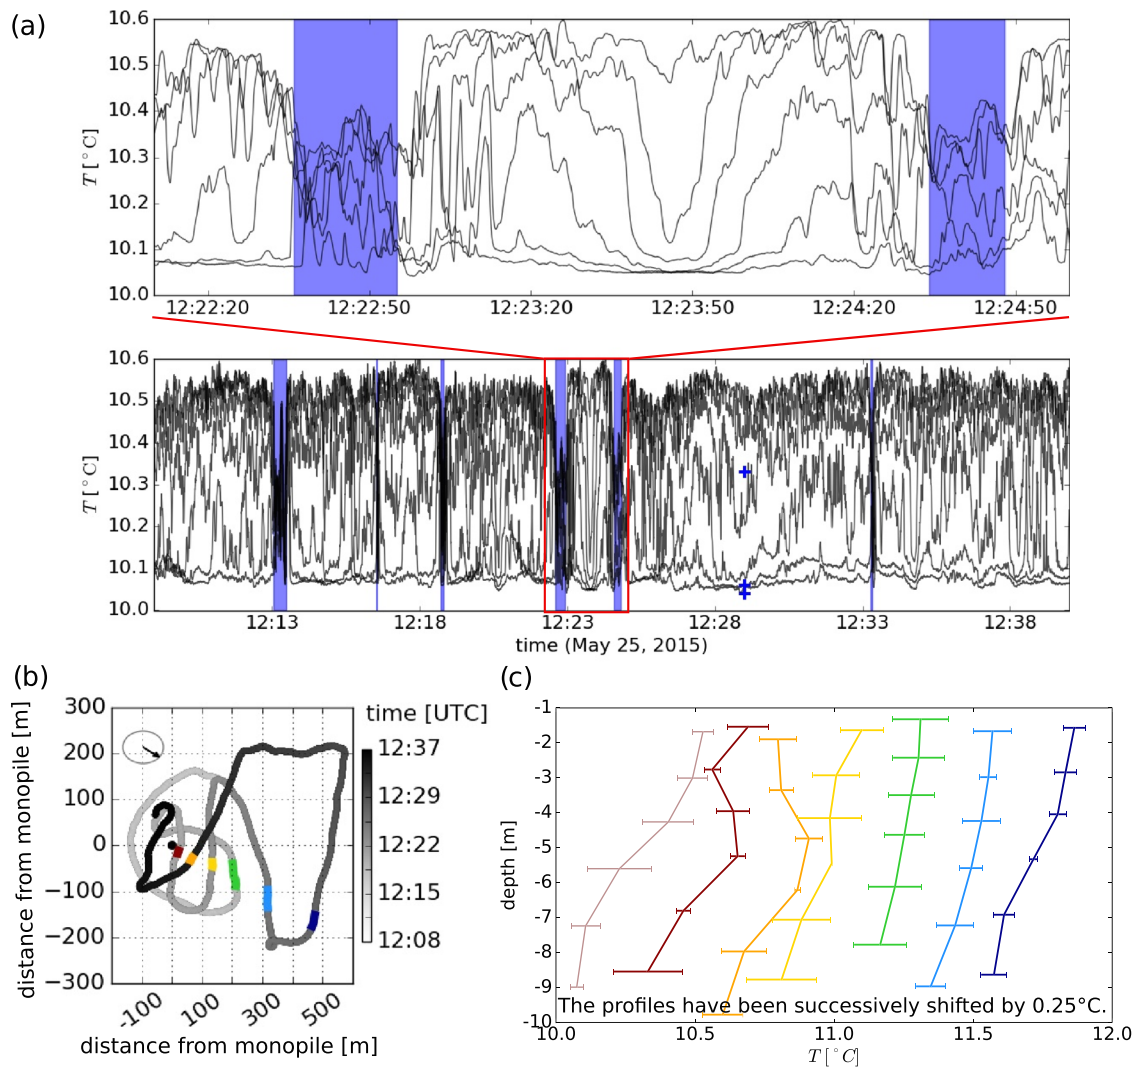 (a)
10.6
10.5
10.4
10.3
10.2
10.1
10.0
T [°C]
12:22:20 12:22:50 12:23:20 12:23:50 12:24:20 12:24:50
10.6
10.5
10.4
10.3
10.2
10.1
10.0
T [°C]
12:13 12:18 12:23 12:28 12:33 12:38
time (May 25, 2015)
(b)
distance from monopile [m]
300
200
100
0
−100
−200
−300
-100 100 300 500
distance from monopile [m]
time [UTC]
12:37
12:29
12:22
12:15
12:08
(c)
depth [m]
-1
-2
-3
-4
-5
-6
-7
-8
-9
-10
The profiles have been successively shifted by 0.25°C.
10.0 10.5 11.0 11.5 12.0
T [°C]